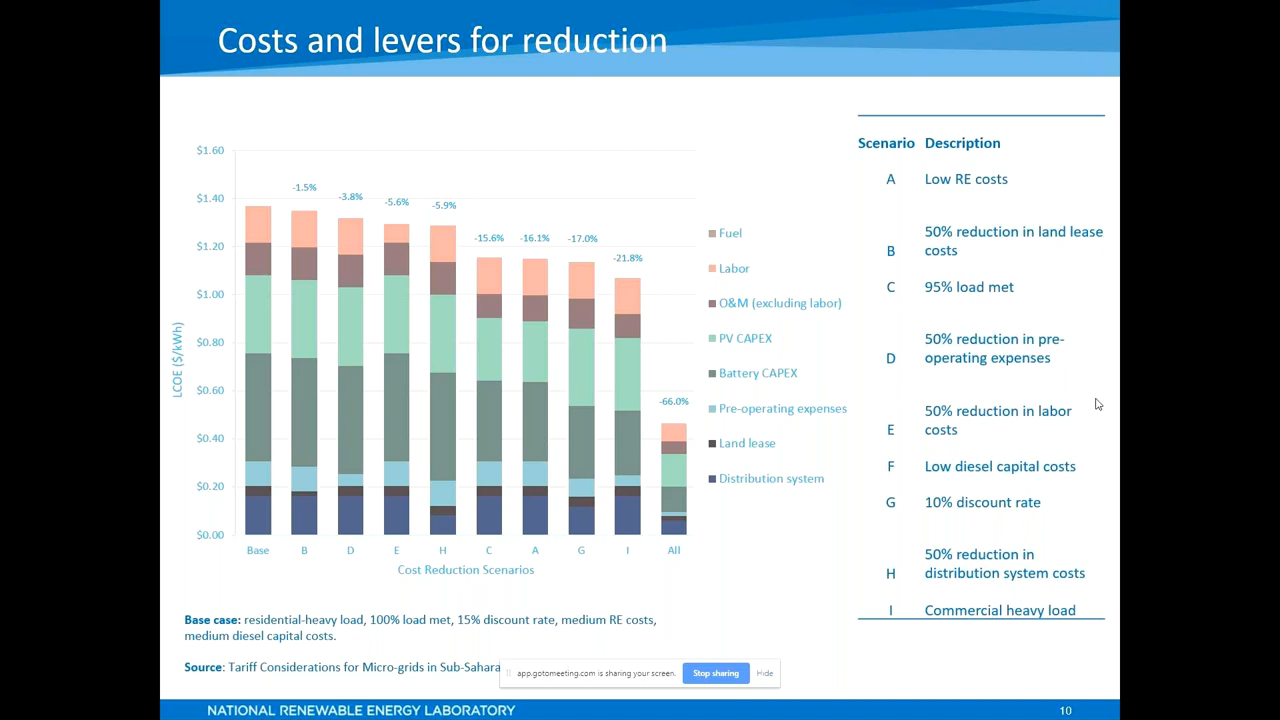 Costs and levers for reduction
$1.60
$1.40
$1.20
$1.00
$0.80
$0.60
$0.40
$0.20
$0.00
LCOE ($/kWh)
-1.5%
-3.8%
-5.6%
-5.9%
-15.6%
-16.1%
-17.0%
-21.8%
-66.0%
Base B D E H C A G I All
Cost Reduction Scenarios
Fuel
Labor
O&M (excluding labor)
PV CAPEX
Battery CAPEX
Pre-operating expenses
Land lease
Distribution system
Scenario Description
A Low RE costs
50% reduction in land lease
B costs
C 95% load met
50% reduction in pre-
D operating expenses
50% reduction in labor
E costs
F Low diesel capital costs
G 10% discount rate
50% reduction in
H distribution system costs
I Commercial heavy load
Base case: residential-heavy load, 100% load met, 15% discount rate, medium RE costs,
medium diesel capital costs.
Source: Tariff Considerations for Micro-grids in Sub-Sahara
app.gotomeeting.com is sharing your screen. Stop sharing Hide
NATIONAL RENEWABLE ENERGY LABORATORY 10